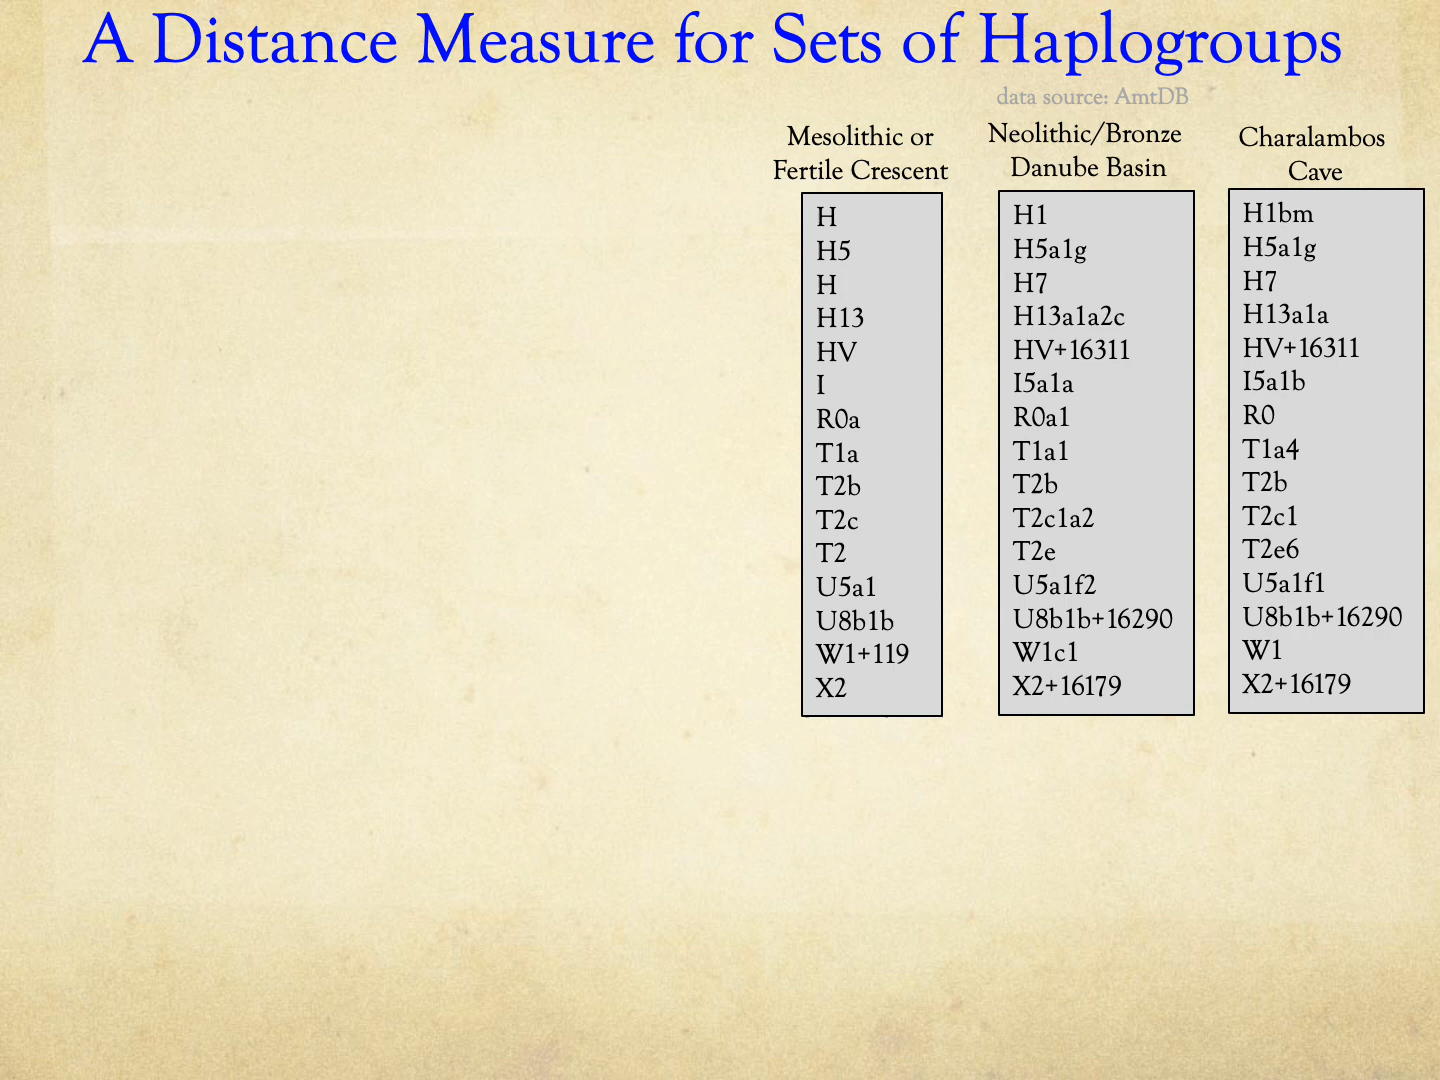 A Distance Measure for Sets of Haplogroups
data source: AmtDB
Mesolithic or
Fertile Crescent
H
H5
H
H13
HV
I
R0a
T1a
T2b
T2c
T2
U5a1
U8b1b
W1+119
X2
Neolithic/Bronze
Danube Basin
H1
H5a1g
H7
H13a1a2c
HV+16311
I5a1a
R0a1
T1a1
T2b
T2c1a2
T2e
U5a1f2
U8b1b+16290
W1c1
X2+16179
Charalambos
Cave
H1bm
H5a1g
H7
H13a1a
HV+16311
I5a1b
R0
T1a4
T2b
T2c1
T2e6
U5a1f1
U8b1b+16290
W1
X2+16179